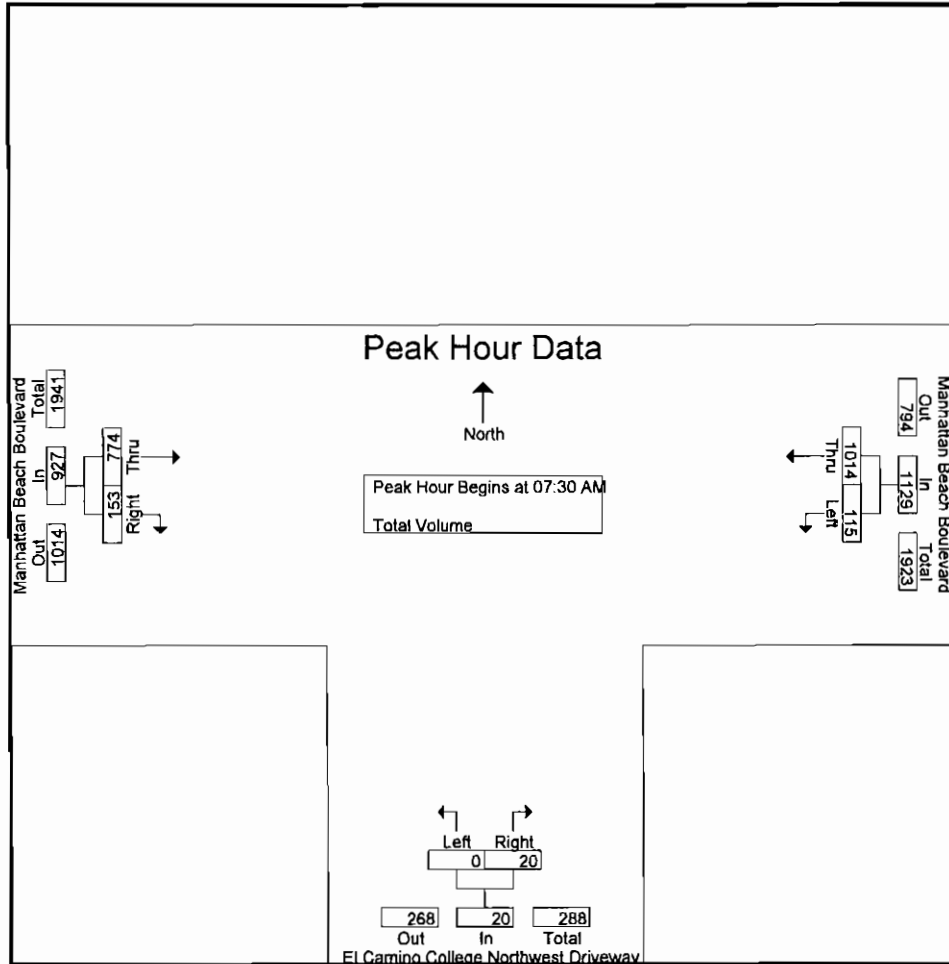 Peak Hour Data
North
Peak Hour Begins at 07:30 AM
Total Volume
Manhattan Beach Boulevard
Total
1941
In
927
Out
1014
774
153
Thru
Right
Manhattan Beach Boulevard
Out
794
In
1129
Total
1923
1014
115
Thru
Left
Left Right
0 20
268 20 288
Out In Total
El Camino College Northwest Driveway